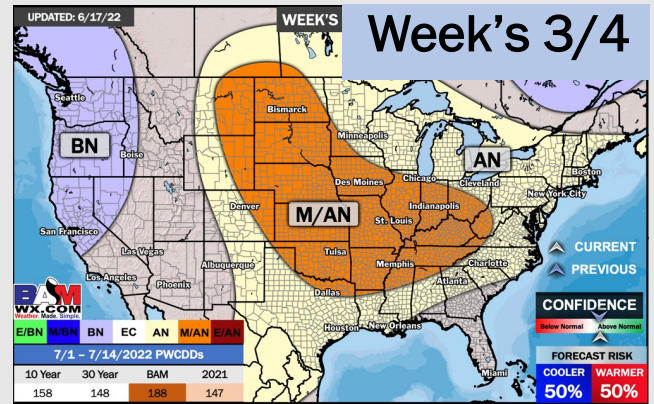 UPDATED: 6/17/22
WEEK'S
Week's 3/4
Seattle
Bismarck
Minneapolis
BN
Boise
AN
Boston
Des Moines
Chicago
Cleveland
New York City
Denver
M/AN
Indianapolis
St. Louis
San Francisco
Las Vegas
Albuquerque
Tulsa
Memphis
Charlotte
CURRENT
PREVIOUS
Los Angeles
Phoenix
Dallas
Atlanta
BAM
WX.COM
Weather. Made. Simple.
Houston
New Orleans
Miami
CONFIDENCE
Below Normal
Above Normal
E/BN M/BN BN EC AN M/AN E/AN
7/1 – 7/14/2022 PWCDDs
10 Year 30 Year BAM 2021
158 148 188 147
FORECAST RISK
COOLER WARMER
50% 50%